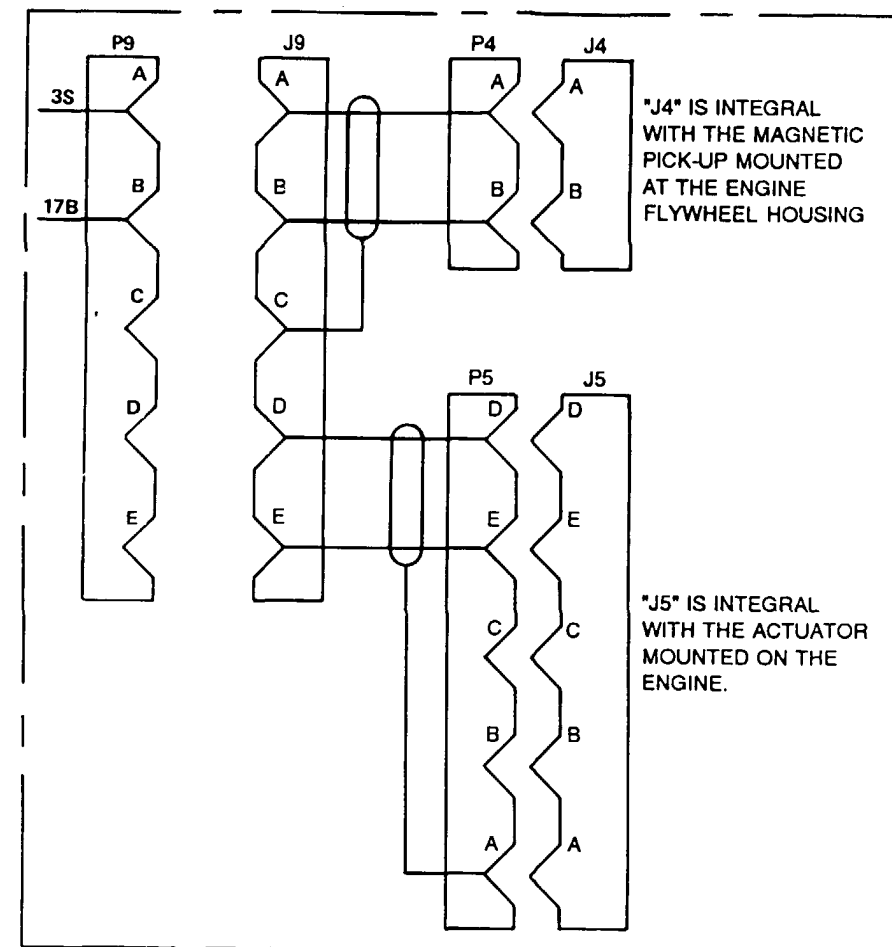 P9 J9 P4 J4
A A A A
3S
"J4" IS INTEGRAL
WITH THE MAGNETIC
PICK-UP MOUNTED
AT THE ENGINE
FLYWHEEL HOUSING
B B B B
17B
C C
P5 J5
D D D D
E E E E
"J5" IS INTEGRAL
WITH THE ACTUATOR
MOUNTED ON THE
ENGINE.
C C
B B
A A